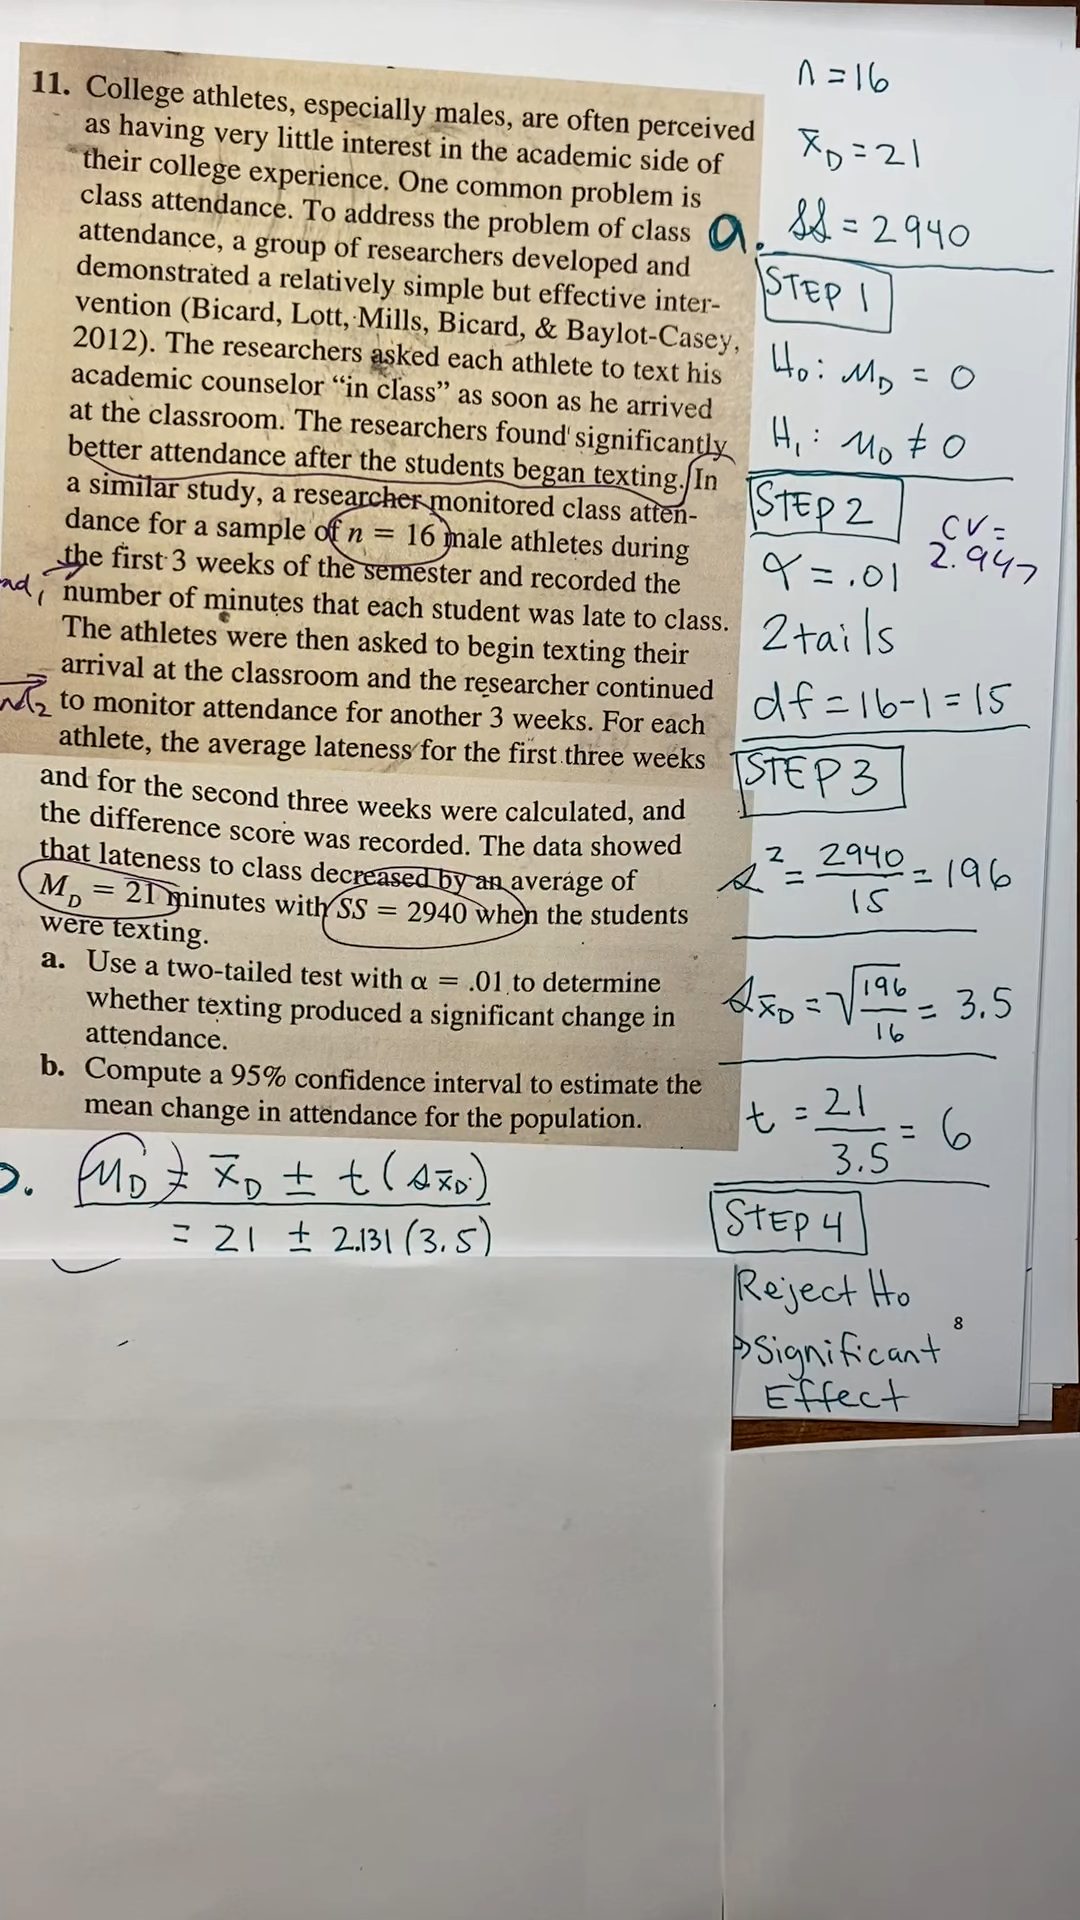 11. College athletes, especially males, are often perceived
as having very little interest in the academic side of
their college experience. One common problem is
class attendance. To address the problem of class
attendance, a group of researchers developed and
demonstrated a relatively simple but effective inter-
vention (Bicard, Lott, Mills, Bicard, & Baylot-Casey,
2012). The researchers asked each athlete to text his
academic counselor “in class” as soon as he arrived
at the classroom. The researchers found significantly
better attendance after the students began texting. In
a similar study, a researcher monitored class atten-
dance for a sample of n = 16 male athletes during
the first 3 weeks of the semester and recorded the
number of minutes that each student was late to class.
The athletes were then asked to begin texting their
arrival at the classroom and the researcher continued
M₂ to monitor attendance for another 3 weeks. For each
athlete, the average lateness for the first three weeks
and for the second three weeks were calculated, and
the difference score was recorded. The data showed
that lateness to class decreased by an average of
M_D = 21 minutes with SS = 2940 when the students
were texting.
a. Use a two-tailed test with α = .01 to determine
whether texting produced a significant change in
attendance.
b. Compute a 95% confidence interval to estimate the
mean change in attendance for the population.
μ_D = x̄_D ± t(s_x̄D)
= 21 ± 2.131(3.5)
n = 16
x̄_D = 21
a. SS = 2940
STEP 1
H₀: μ_D = 0
H₁: μ_D ≠ 0
STEP 2
CV =
2.947
α = .01
2 tails
df = 16-1 = 15
STEP 3
s² = 2940/15 = 196
s_x̄D = √196/16 = 3.5
t = 21/3.5 = 6
STEP 4
Reject H₀
→ Significant
Effect
8